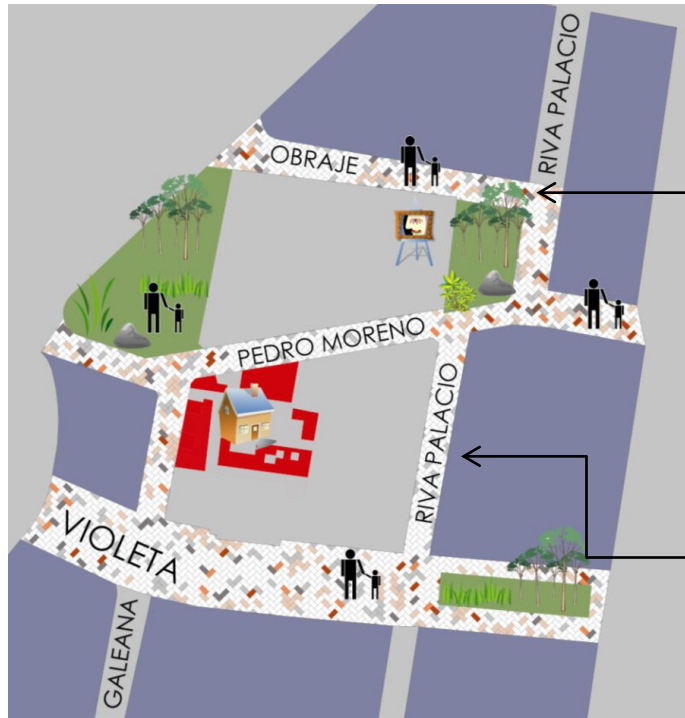 RIVA PALACIO
OBRAJE
PEDRO MORENO
RIVA PALACIO
VIOLETA
GALEANA